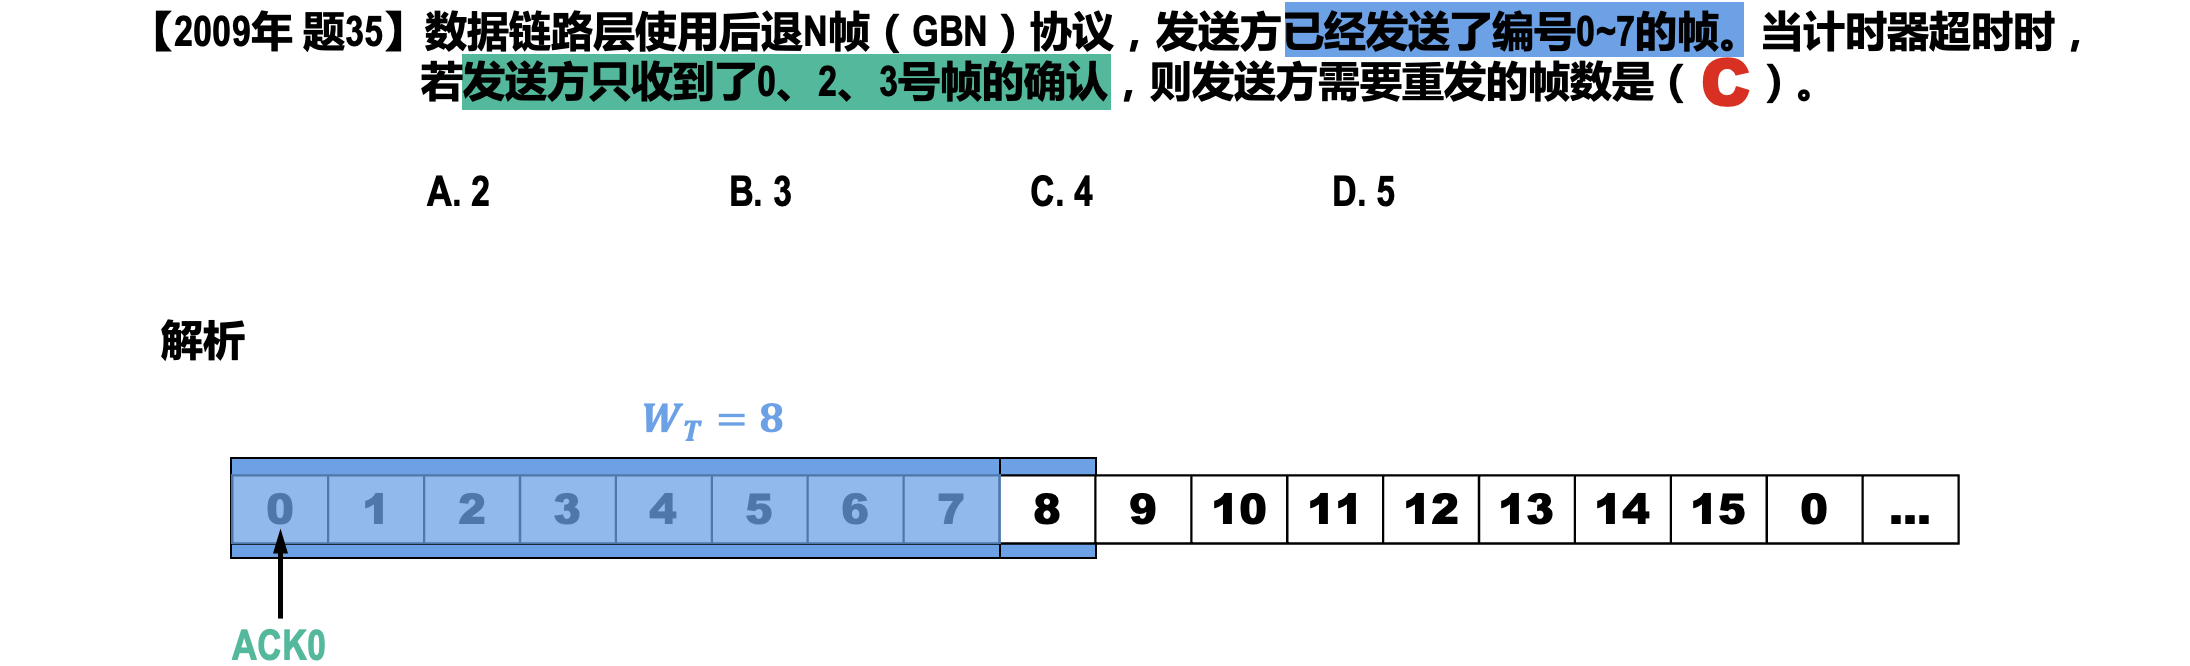 【2009年 题35】数据链路层使用后退N帧（GBN）协议，发送方已经发送了编号0~7的帧。当计时器超时时，
若发送方只收到了0、2、3号帧的确认，则发送方需要重发的帧数是（ C ）。
A. 2 B. 3 C. 4 D. 5
解析
W_T = 8
0 1 2 3 4 5 6 7 8 9 10 11 12 13 14 15 0 ...
ACK0